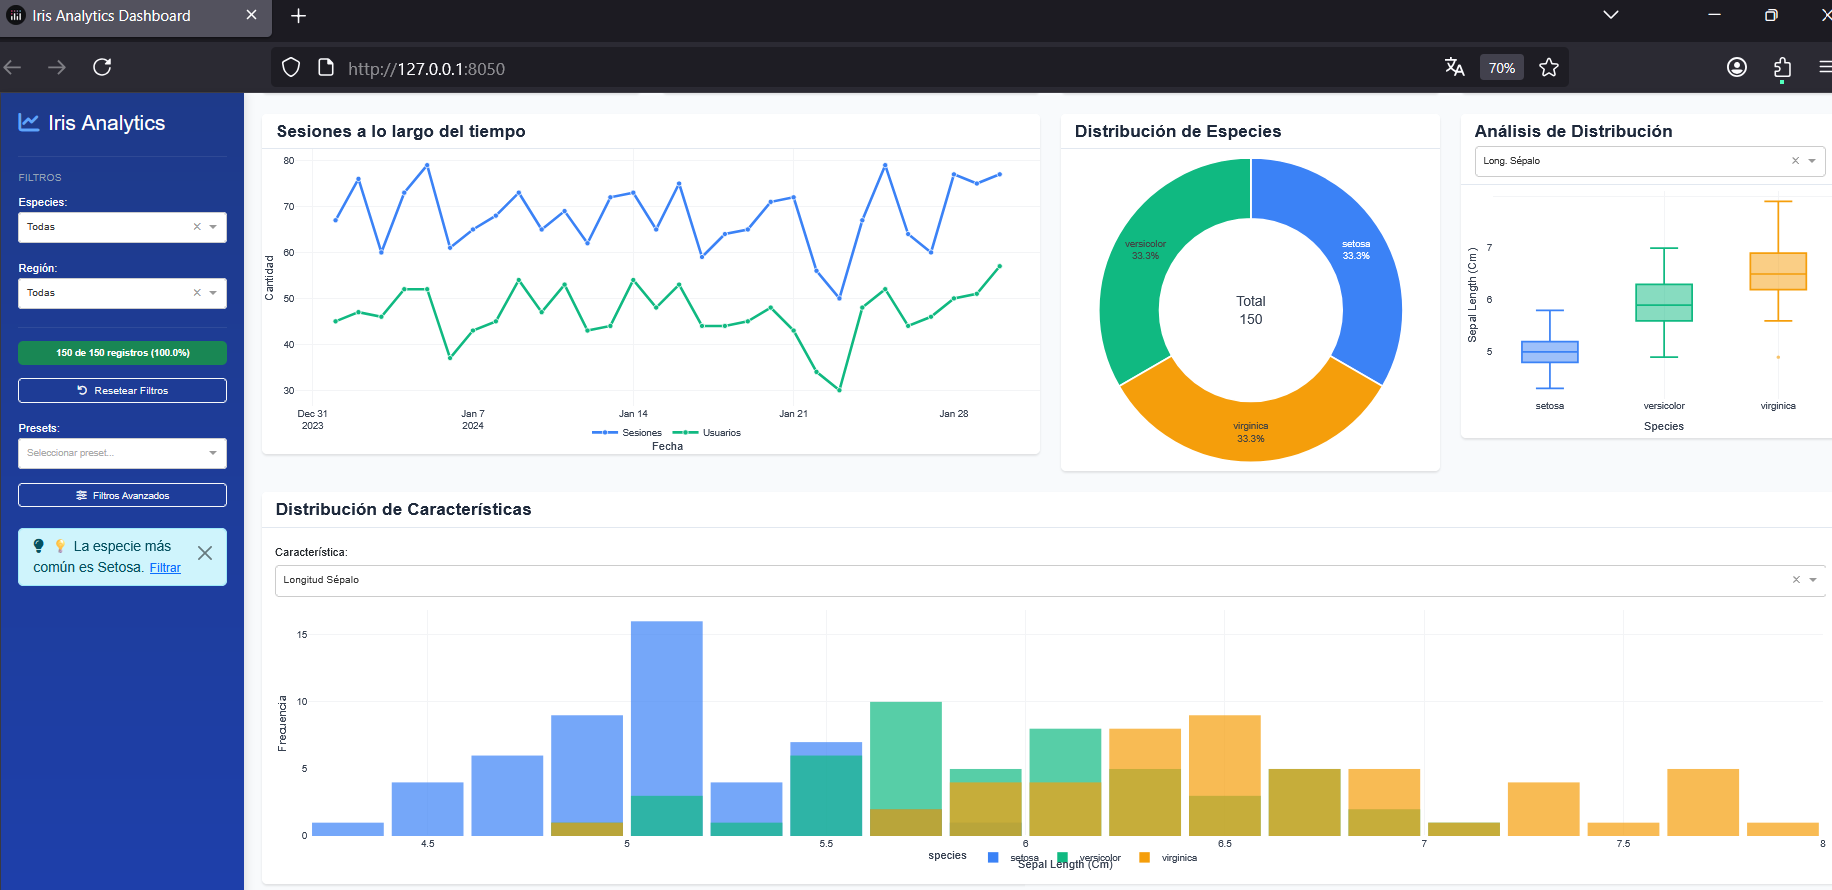 Iris Analytics Dashboard
http://127.0.0.1:8050
70%
Iris Analytics
FILTROS
Especies:
Todas
Región:
Todas
150 de 150 registros (100.0%)
Resetear Filtros
Presets:
Seleccionar preset...
Filtros Avanzados
La especie más
común es Setosa. Filtrar
Sesiones a lo largo del tiempo
80
70
60
50
40
30
Cantidad
Dec 31
2023
Jan 7
2024
Jan 14
Jan 21
Jan 28
Sesiones
Usuarios
Fecha
Distribución de Especies
versicolor
33.3%
setosa
33.3%
Total
150
virginica
33.3%
Análisis de Distribución
Long. Sépalo
7
6
5
Sepal Length (Cm)
setosa
versicolor
virginica
Species
Distribución de Características
Característica:
Longitud Sépalo
15
10
5
0
Frecuencia
4.5
5
5.5
6
6.5
7
7.5
8
species
setosa
versicolor
virginica
Sepal Length (Cm)